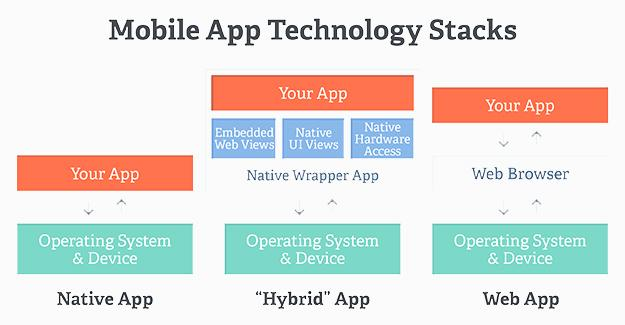 Mobile App Technology Stacks
Your App
Operating System
& Device
Native App
Your App
Embedded
Web Views
Native
UI Views
Native
Hardware
Access
Native Wrapper App
Operating System
& Device
“Hybrid” App
Your App
Web Browser
Operating System
& Device
Web App